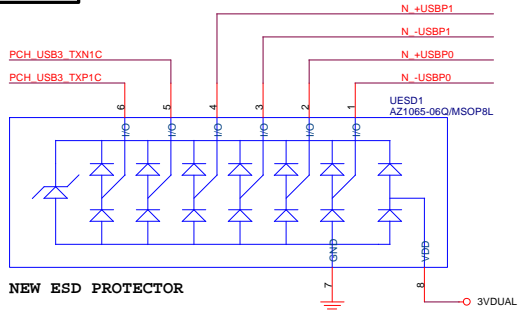 N_+USBP1
PCH_USB3_TXN1C
N_-USBP1
N_+USBP0
PCH_USB3_TXP1C
N_-USBP0
UESD1
AZ1065-06Q/MSOP8L
6 5 4 3 2 1
I/O I/O I/O I/O I/O I/O
GND VDD
NEW ESD PROTECTOR
7 8
3VDUAL